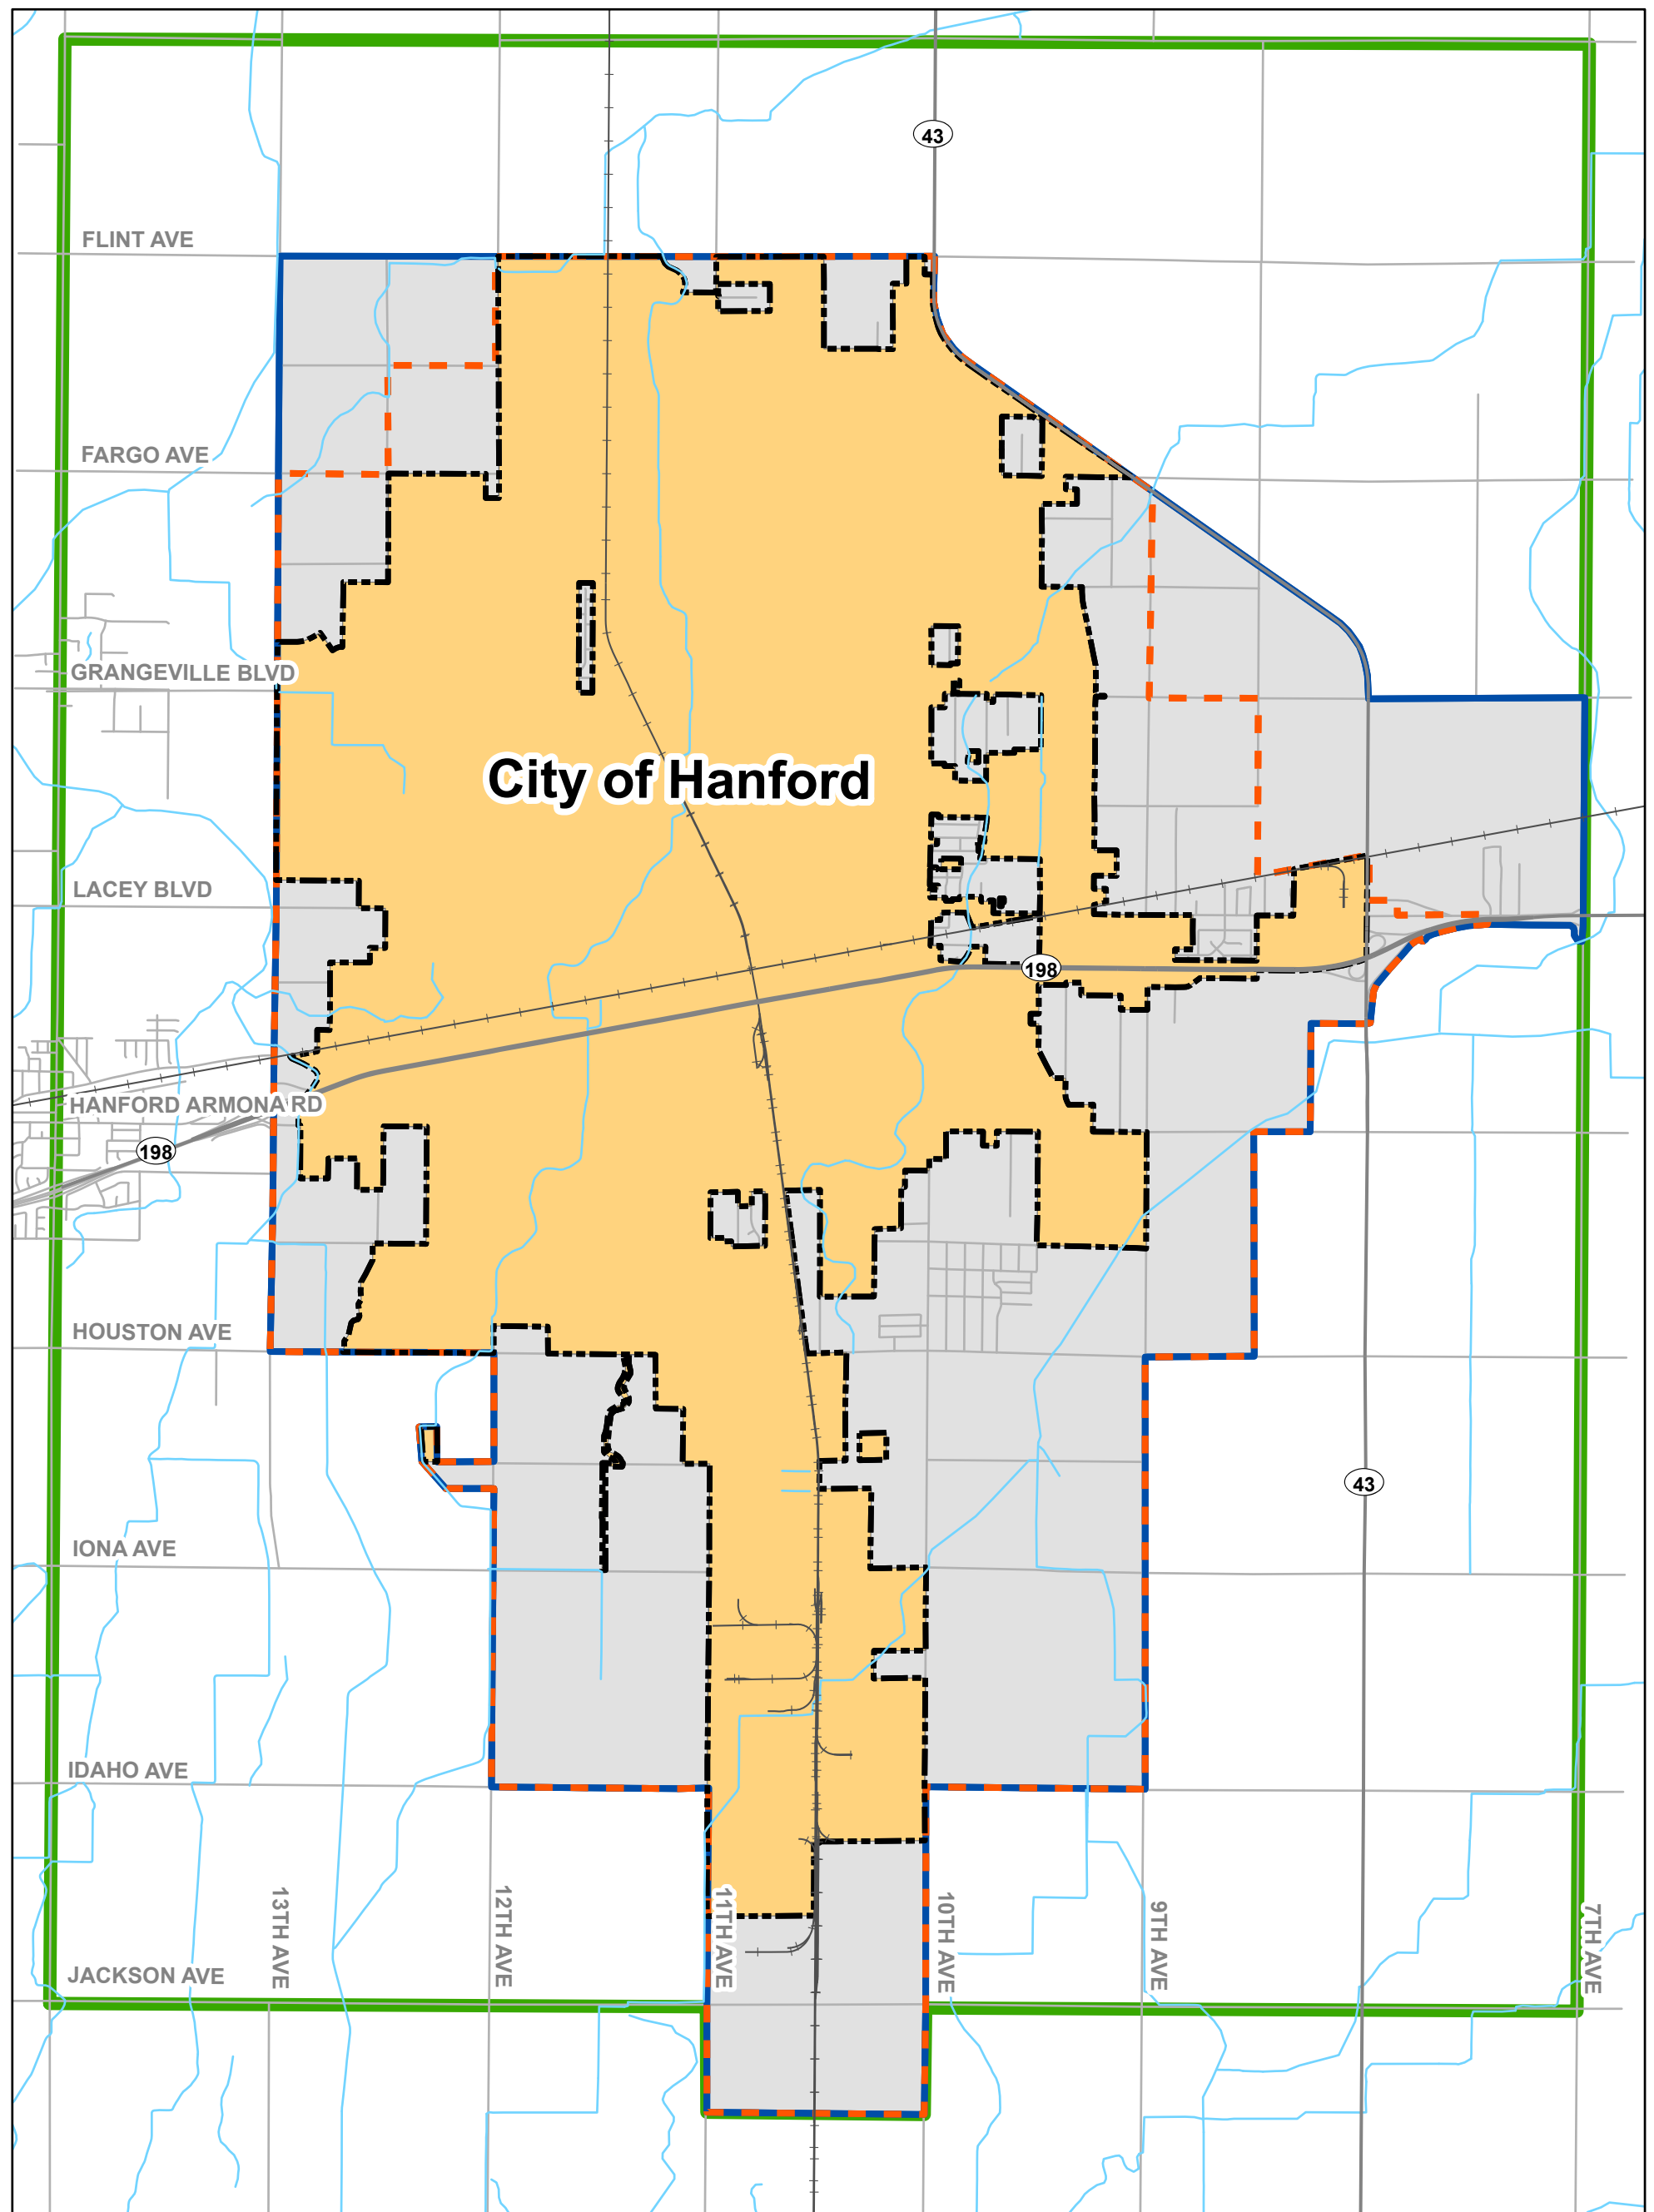 43
FLINT AVE
FARGO AVE
GRANGEVILLE BLVD
City of Hanford
LACEY BLVD
198
HANFORD ARMONA RD
198
HOUSTON AVE
43
IONA AVE
IDAHO AVE
13TH AVE
12TH AVE
11TH AVE
10TH AVE
9TH AVE
7TH AVE
JACKSON AVE